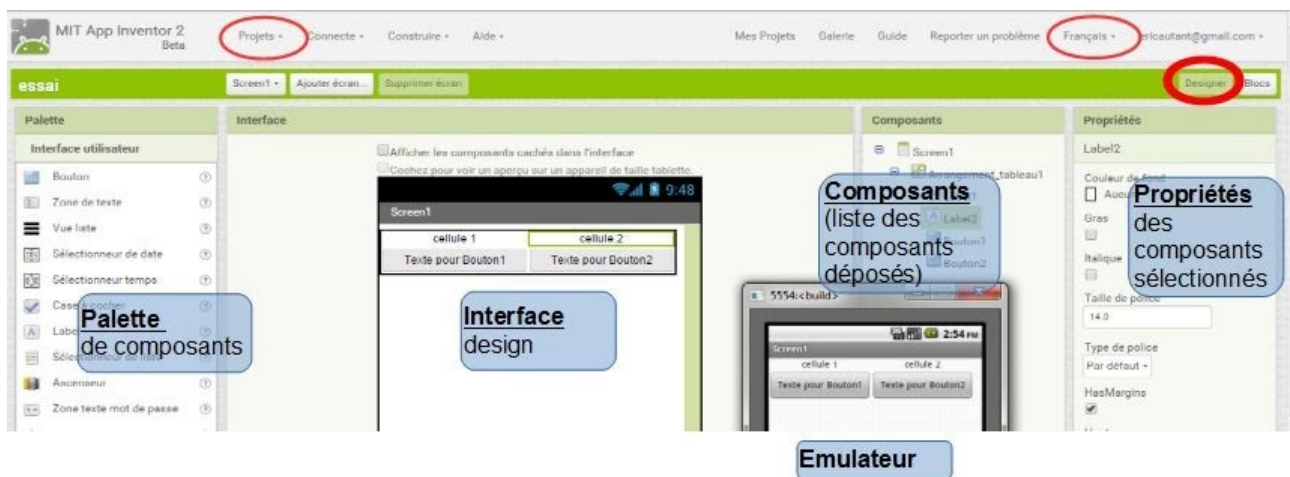 MIT App Inventor 2
Beta
Projets
Connecte
Construire
Aide
Mes Projets
Galerie
Guide
Reporter un problème
Français
ericautant@gmail.com
essai
Screen1
Ajouter écran...
Supprimer écran
Designer
Blocs
Palette
Interface utilisateur
Bouton
Zone de texte
Vue liste
Sélectionneur de date
Sélectionneur temps
Case à cocher
Palette
de composants
Ascenseur
Zone texte mot de passe
Interface
Afficher les composants cachés dans l'interface
Cochez pour voir un aperçu sur un appareil de taille tablette.
9:48
Screen1
cellule 1
cellule 2
Texte pour Bouton1
Texte pour Bouton2
Interface
design
Composants
Screen1
Arrangement_tableau1
Label2
Bouton1
Bouton2
Composants
(liste des
composants
déposés)
5554:<build>
2:54 PM
Screen1
cellule 1
cellule 2
Texte pour Bouton1
Texte pour Bouton2
Emulateur
Propriétés
Label2
Couleur de fond
Gras
Italique
Taille de police
14.0
Type de police
Par défaut
HasMargins
Propriétés
des
composants
sélectionnés